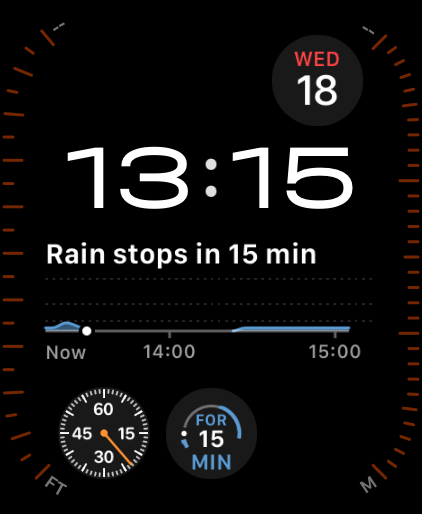 --
--
WED
18
13:15
Rain stops in 15 min
Now 14:00 15:00
60
45 15
30
FOR
15
MIN
FT
M